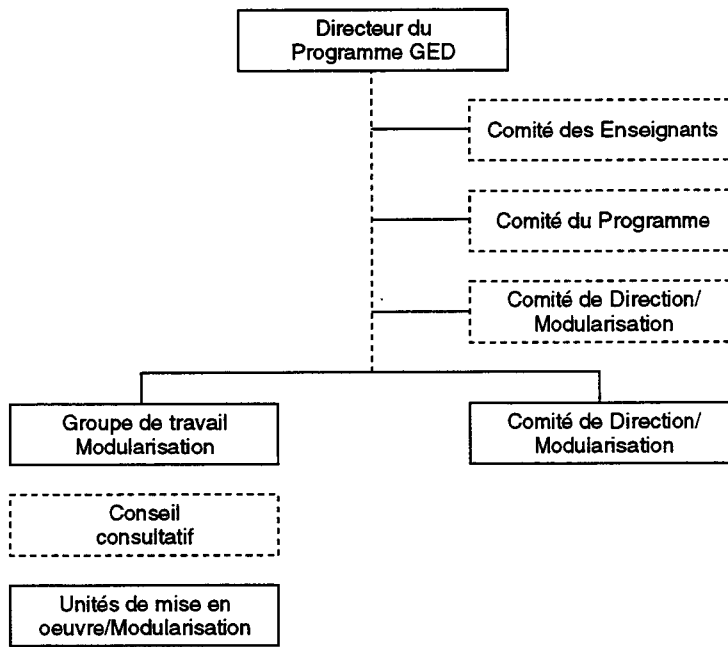 Directeur du
Programme GED
Comité des Enseignants
Comité du Programme
Comité de Direction/
Modularisation
Groupe de travail
Modularisation
Comité de Direction/
Modularisation
Conseil
consultatif
Unités de mise en
oeuvre/Modularisation